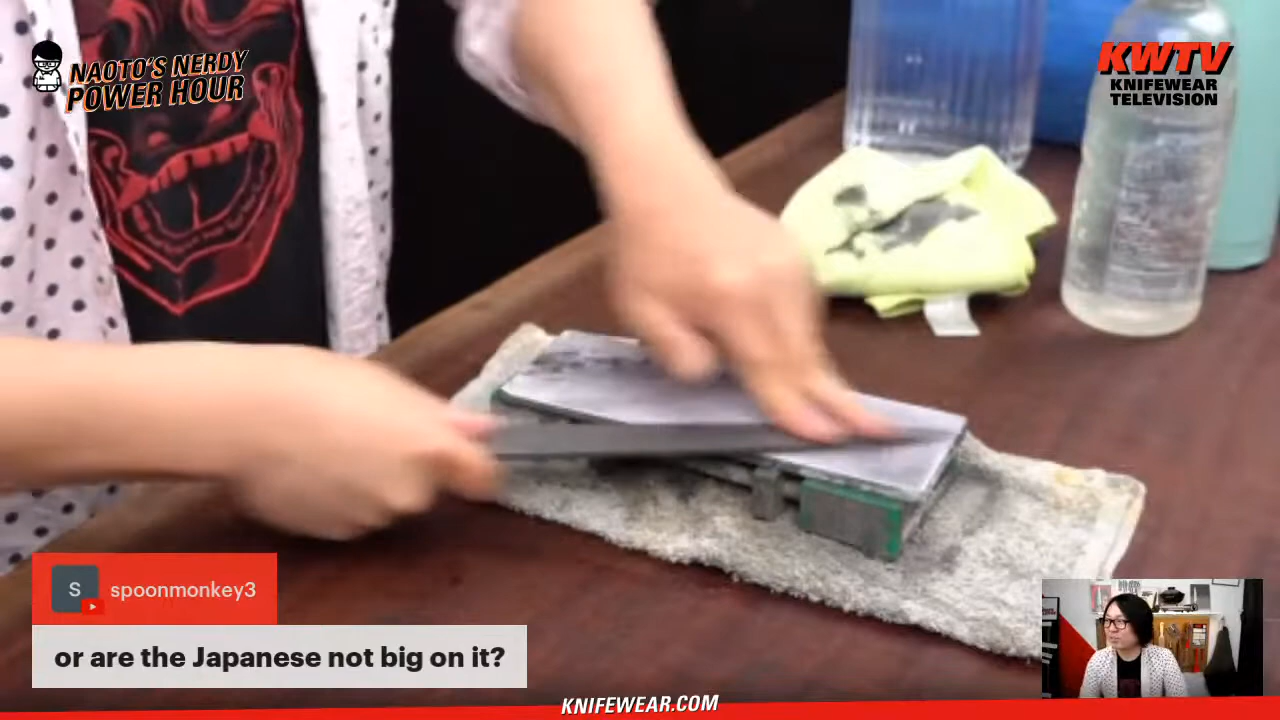 NAOTO'S NERDY
POWER HOUR
KWTV
KNIFEWEAR
TELEVISION
S
spoonmonkey3
or are the Japanese not big on it?
KNIFEWEAR.COM